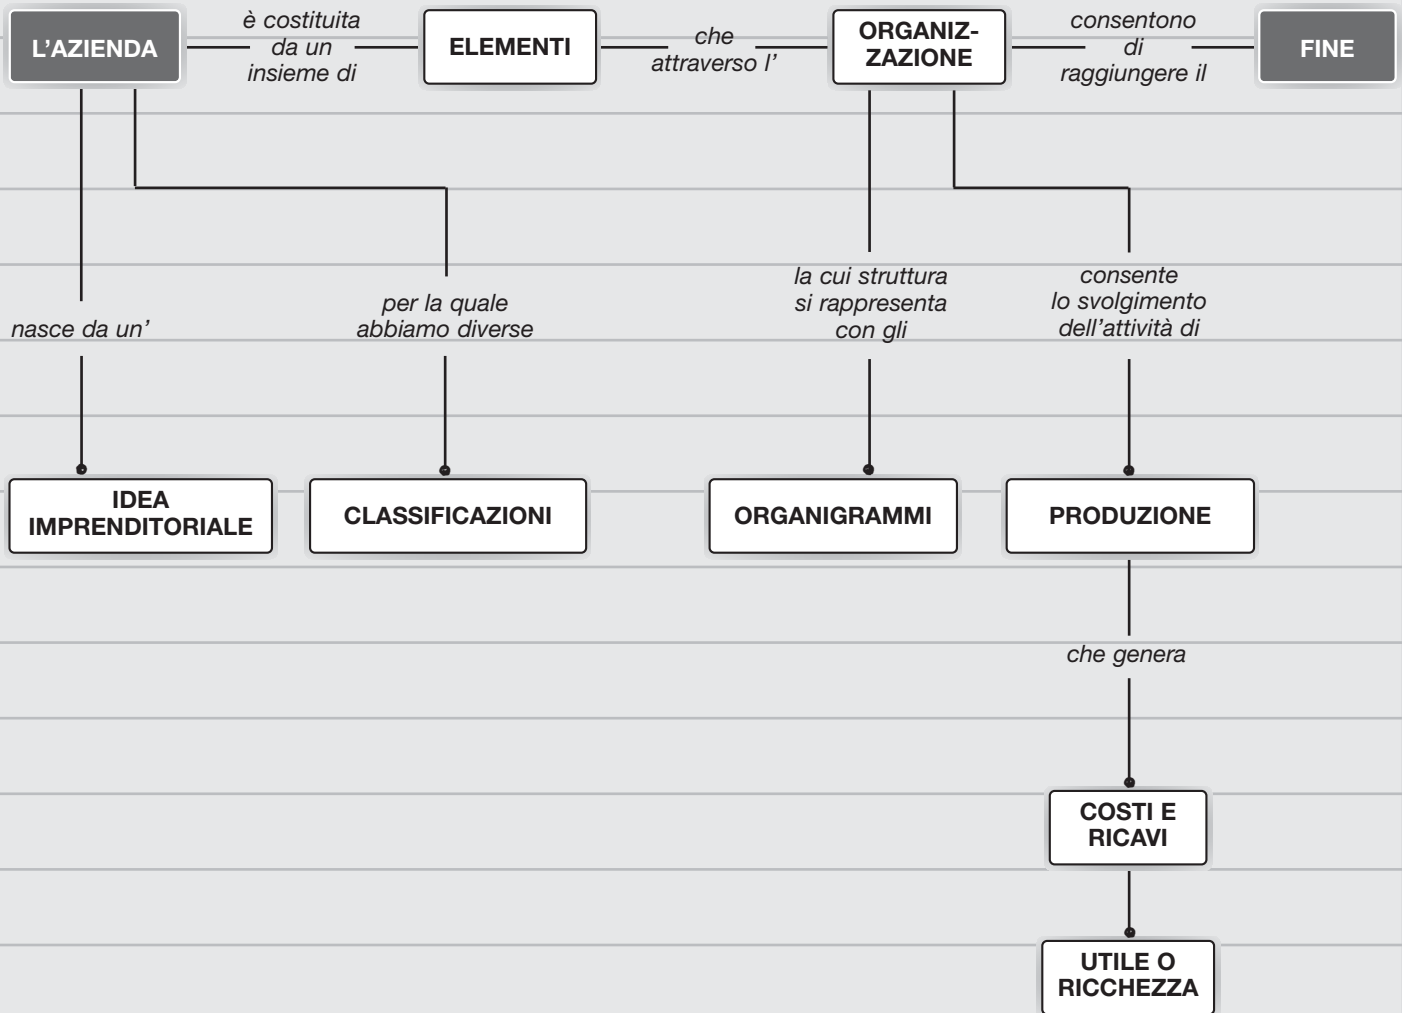 L'AZIENDA
è costituita
da un
insieme di
ELEMENTI
che
attraverso l’
ORGANIZ-
ZAZIONE
consentono
di
raggiungere il
FINE
nasce da un’
per la quale
abbiamo diverse
la cui struttura
si rappresenta
con gli
consente
lo svolgimento
dell’attività di
IDEA
IMPRENDITORIALE
CLASSIFICAZIONI
ORGANIGRAMMI
PRODUZIONE
che genera
COSTI E
RICAVI
UTILE O
RICCHEZZA